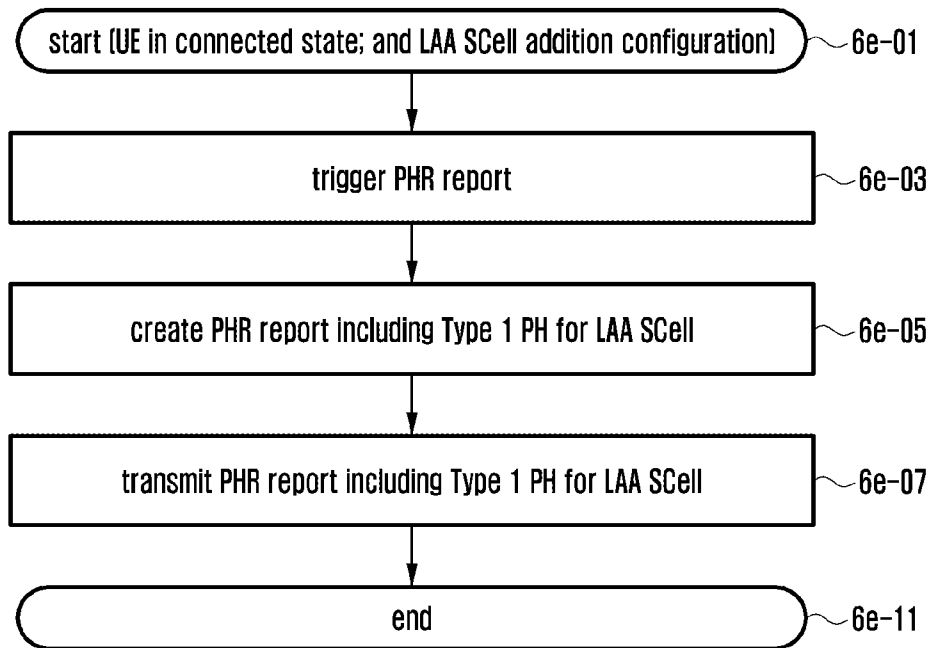 start (UE in connected state; and LAA SCell addition configuration)
6e-01
trigger PHR report
6e-03
create PHR report including Type 1 PH for LAA SCell
6e-05
transmit PHR report including Type 1 PH for LAA SCell
6e-07
end
6e-11